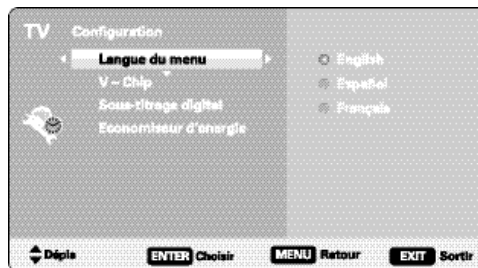 TV Configuration
Langue du menu
English
V – Chip
Español
Sous-titrage digital
Français
Economiseur d'energie
Dépla ENTER Choisir MENU Retour EXIT Sortir